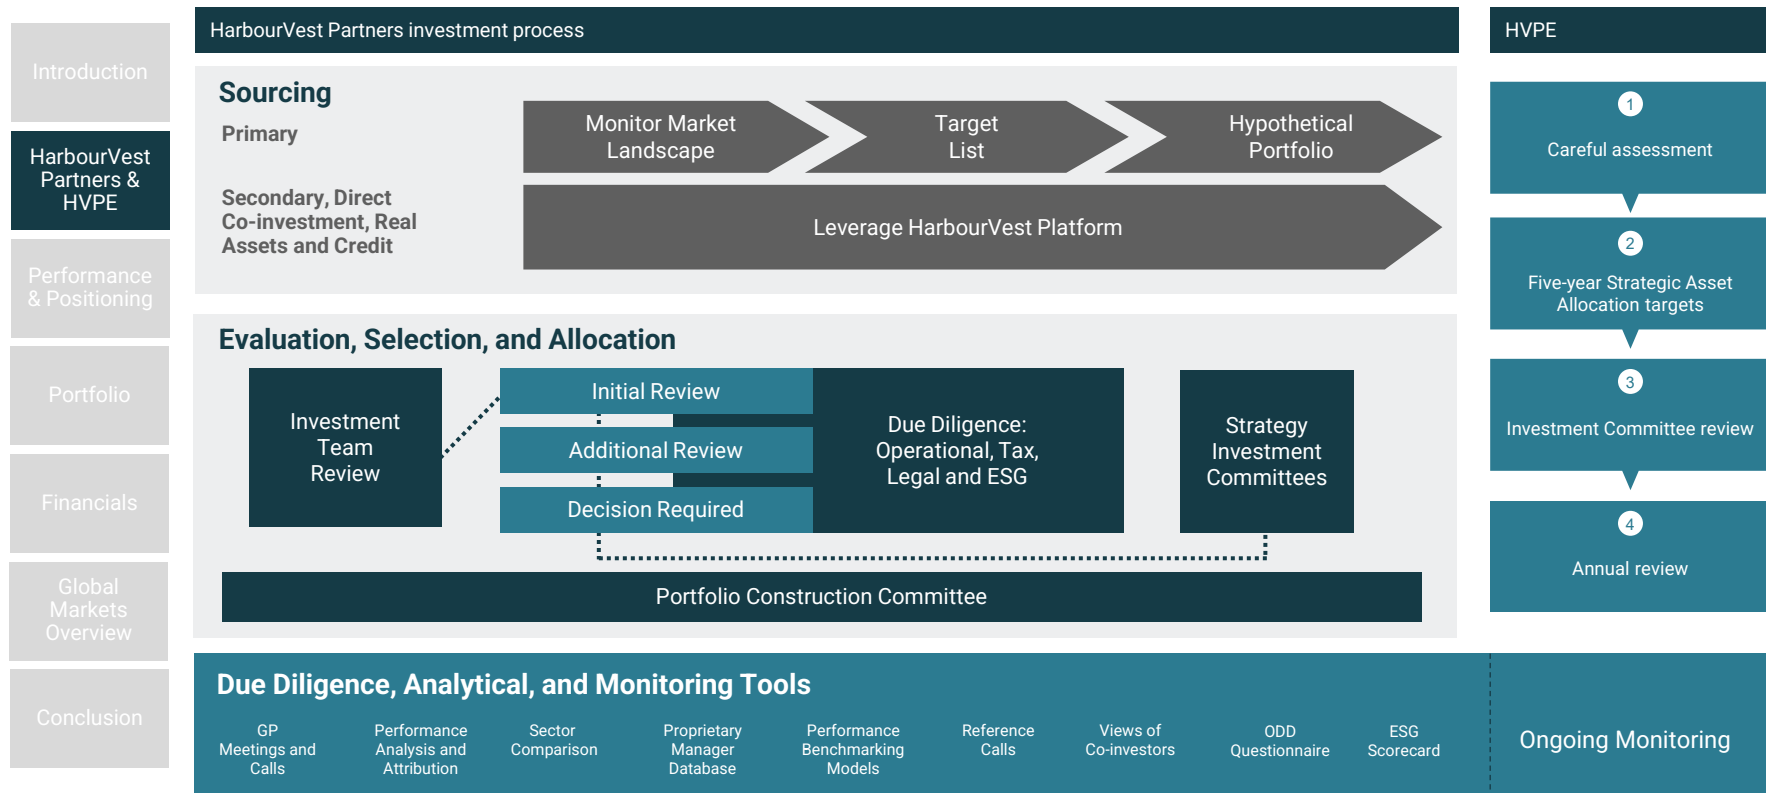 Introduction
HarbourVest
Partners &
HVPE
Performance
& Positioning
Portfolio
Financials
Global
Markets
Overview
Conclusion
HarbourVest Partners investment process
Sourcing
Primary
Monitor Market
Landscape
Target
List
Hypothetical
Portfolio
Secondary, Direct
Co-investment, Real
Assets and Credit
Leverage HarbourVest Platform
Evaluation, Selection, and Allocation
Investment
Team
Review
Initial Review
Additional Review
Decision Required
Due Diligence:
Operational, Tax,
Legal and ESG
Strategy
Investment
Committees
Portfolio Construction Committee
HVPE
1
Careful assessment
2
Five-year Strategic Asset
Allocation targets
3
Investment Committee review
4
Annual review
Due Diligence, Analytical, and Monitoring Tools
GP
Meetings and
Calls
Performance
Analysis and
Attribution
Sector
Comparison
Proprietary
Manager
Database
Performance
Benchmarking
Models
Reference
Calls
Views of
Co-investors
ODD
Questionnaire
ESG
Scorecard
Ongoing Monitoring